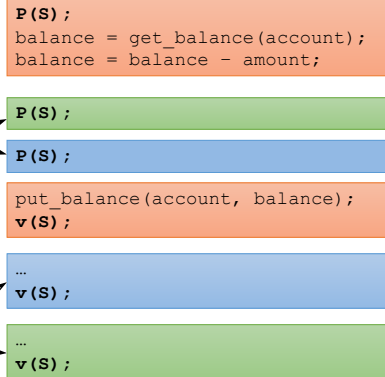 P(S);
balance = get_balance(account);
balance = balance – amount;
P(S);
P(S);
put_balance(account, balance);
v(S);
…
v(S);
…
v(S);